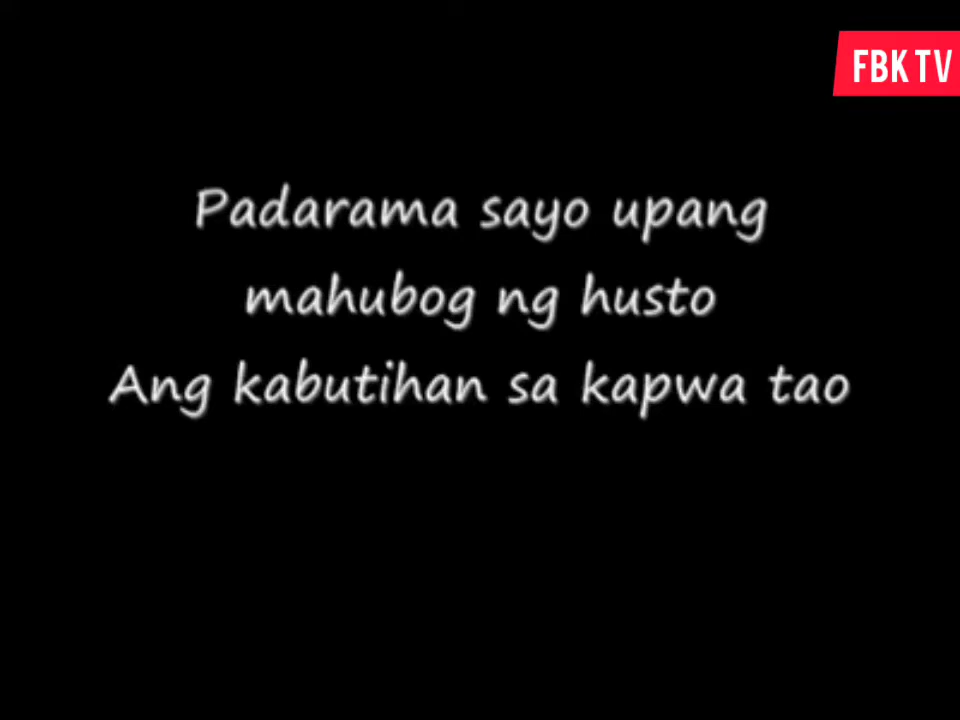 FBK TV
Padarama sayo upang
mahubog ng husto
Ang kabutihan sa kapwa tao